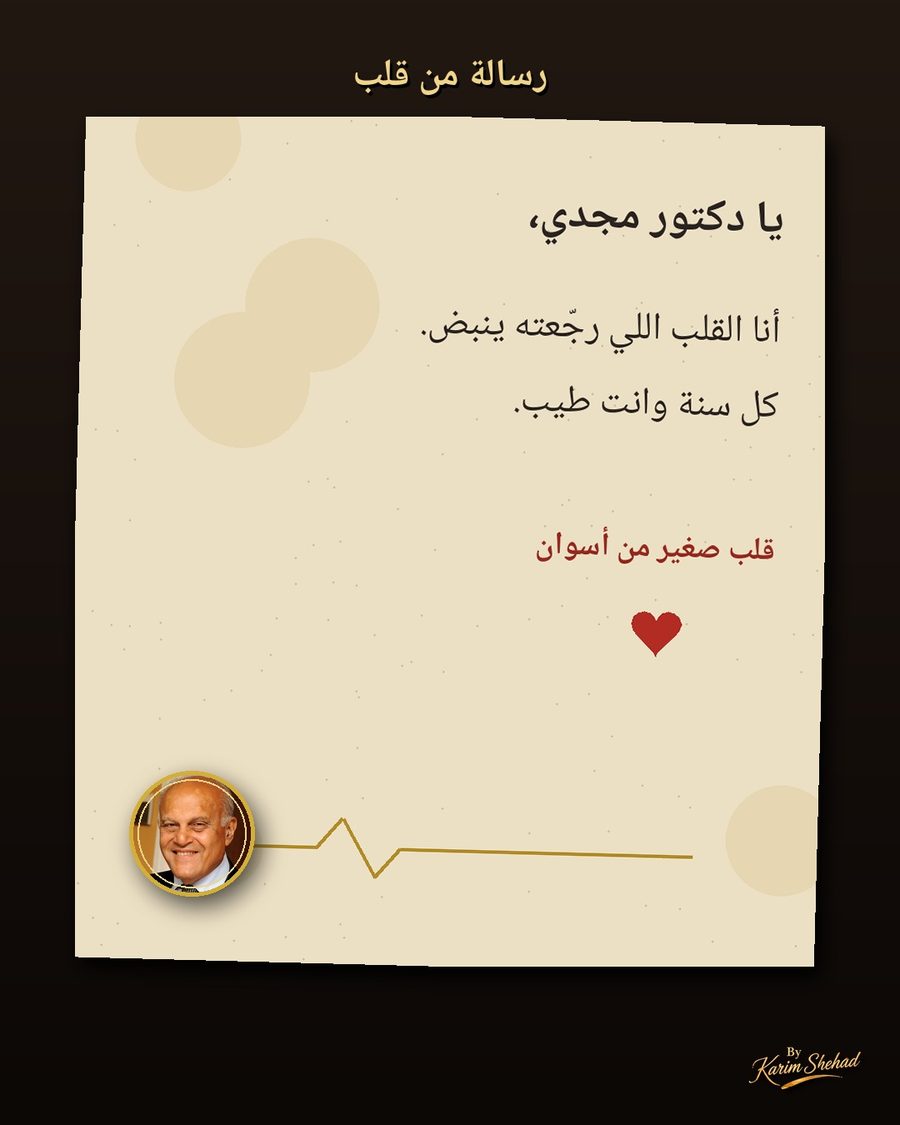 رسالة من قلب
يا دكتور مجدي،
أنا القلب اللي رجّعته ينبض.
كل سنة وانت طيب.
قلب صغير من أسوان
By
Karim Shehad